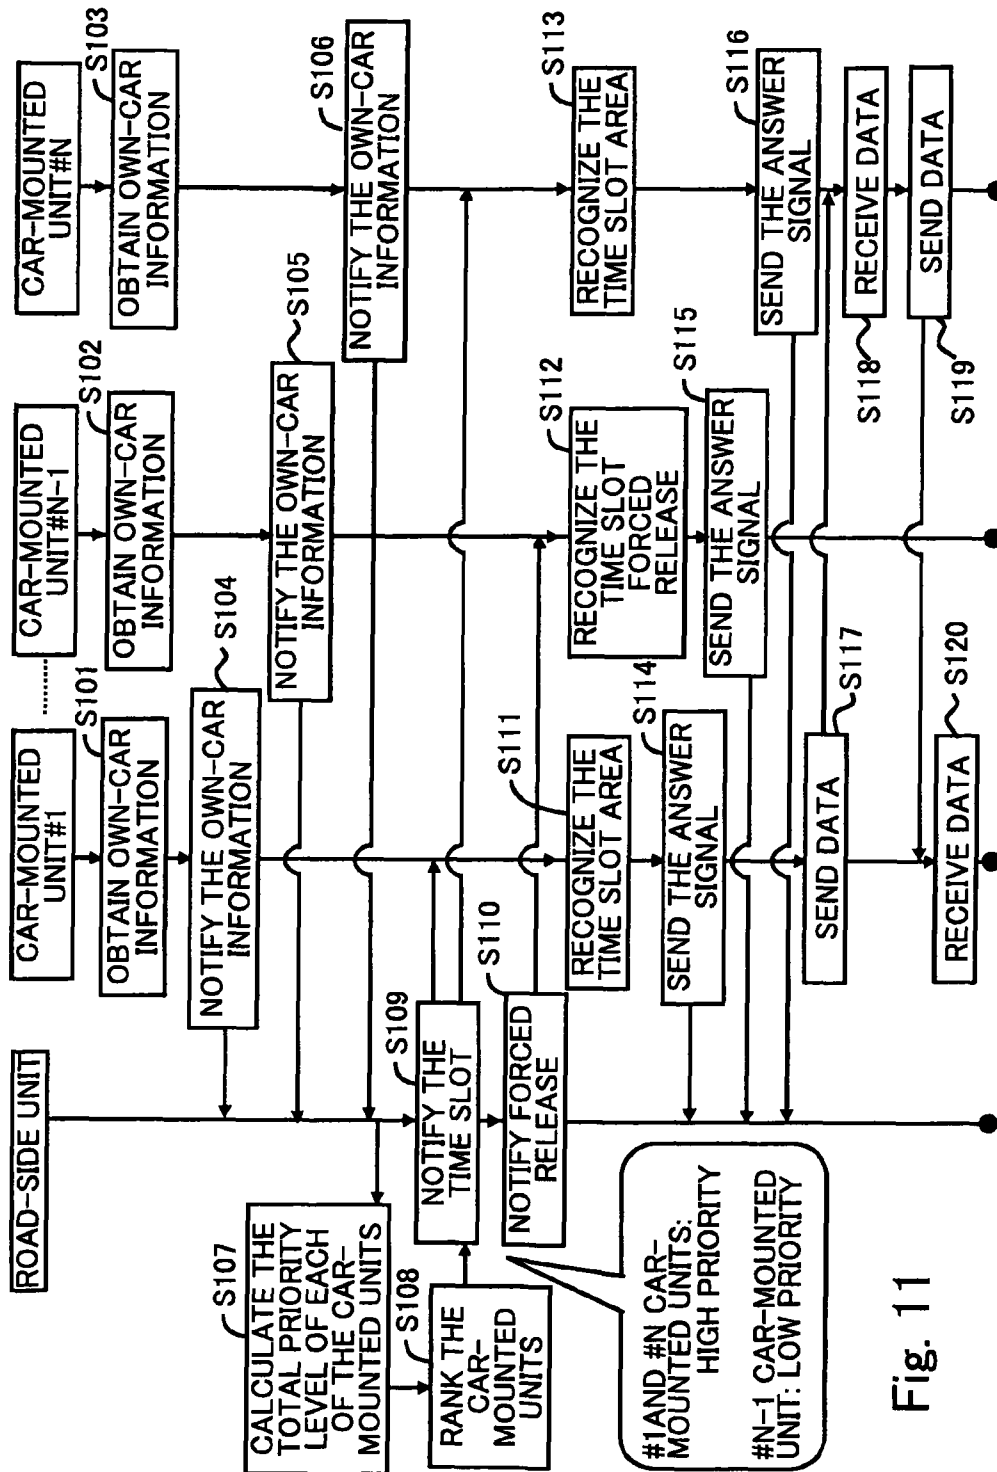 ROAD-SIDE UNIT
CAR-MOUNTED
UNIT#1
CAR-MOUNTED
UNIT#N-1
CAR-MOUNTED
UNIT#N
S101
OBTAIN OWN-CAR
INFORMATION
S102
OBTAIN OWN-CAR
INFORMATION
S103
OBTAIN OWN-CAR
INFORMATION
S104
NOTIFY THE OWN-CAR
INFORMATION
S105
NOTIFY THE OWN-CAR
INFORMATION
S106
NOTIFY THE OWN-CAR
INFORMATION
S107
CALCULATE THE
TOTAL PRIORITY
LEVEL OF EACH
OF THE CAR-
MOUNTED UNITS
S108
RANK THE
CAR-
MOUNTED
UNITS
S109
NOTIFY THE
TIME SLOT
S110
NOTIFY FORCED
RELEASE
S111
RECOGNIZE THE
TIME SLOT AREA
S112
RECOGNIZE THE
TIME SLOT
FORCED
RELEASE
S113
RECOGNIZE THE
TIME SLOT AREA
S114
SEND THE ANSWER
SIGNAL
S115
SEND THE ANSWER
SIGNAL
S116
SEND THE ANSWER
SIGNAL
S117
SEND DATA
RECEIVE DATA
S118
SEND DATA
S119
S120
RECEIVE DATA
#1AND #N CAR-
MOUNTED UNITS:
HIGH PRIORITY
#N-1 CAR-MOUNTED
UNIT: LOW PRIORITY
Fig. 11